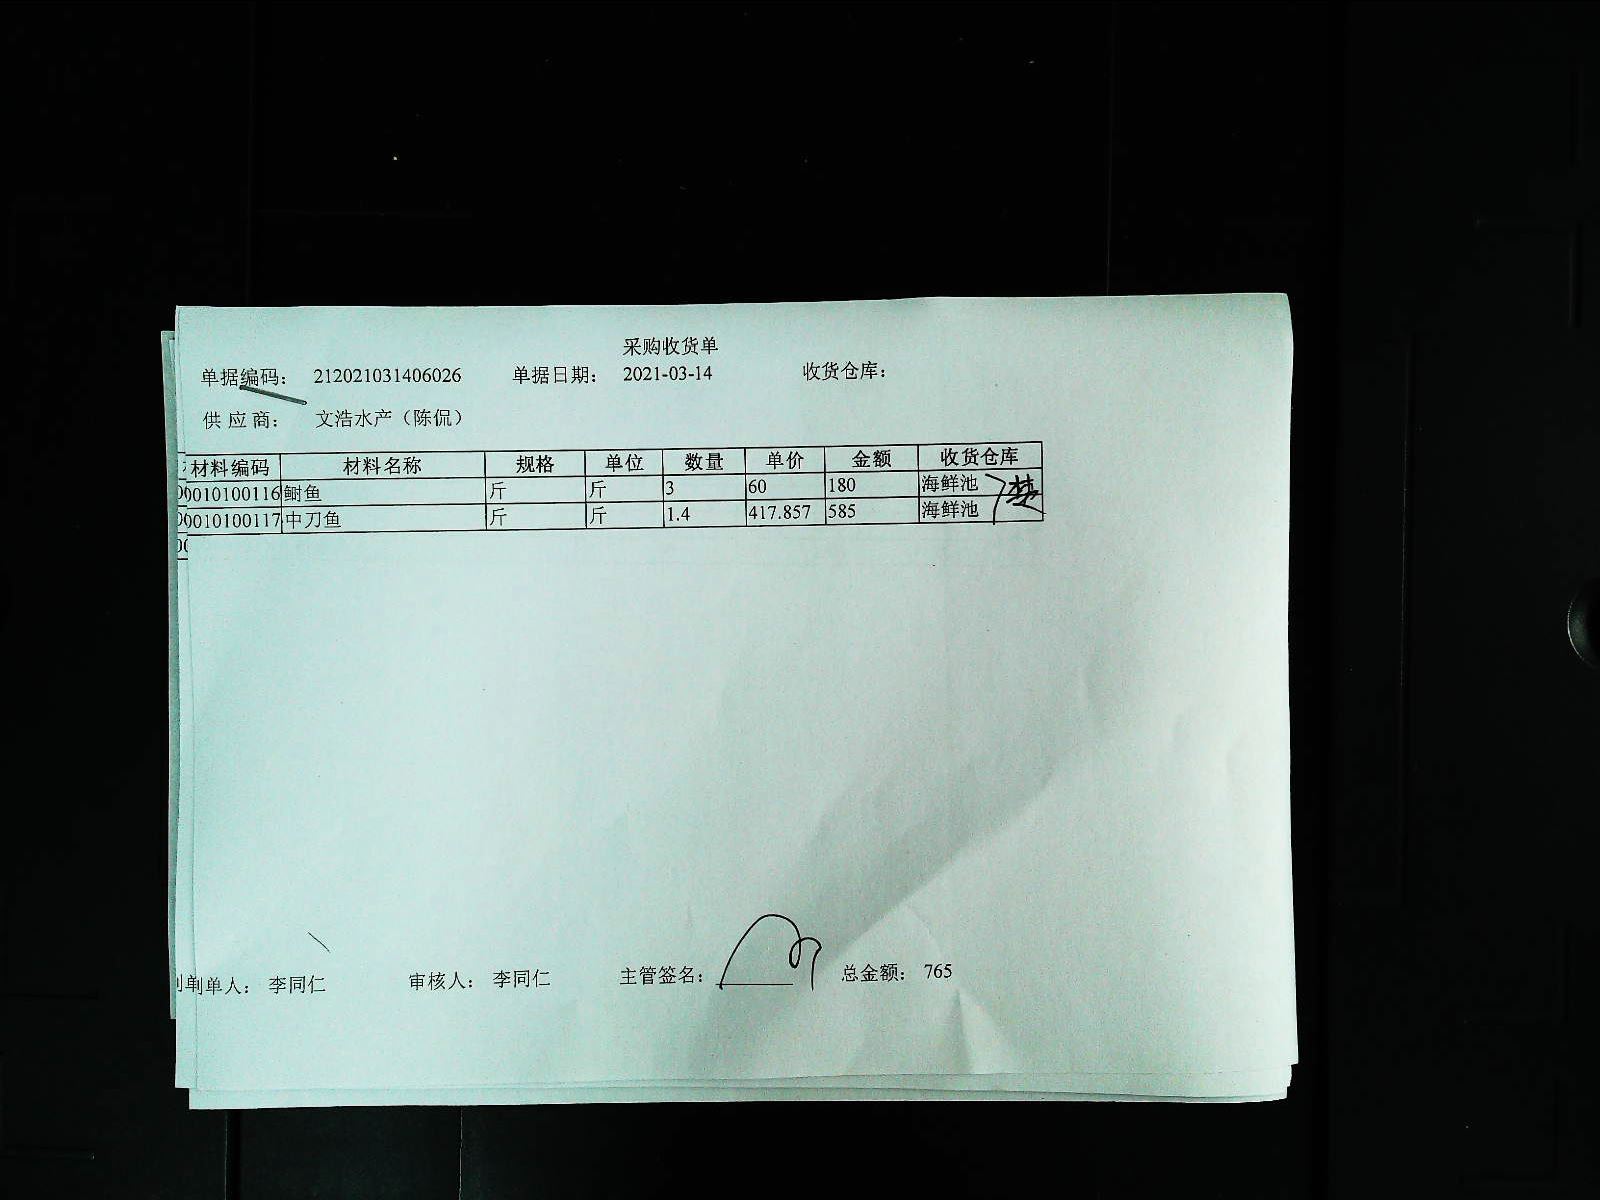 采购收货单
单据编码： 212021031406026 单据日期： 2021-03-14 收货仓库：
供 应 商： 文浩水产（陈侃）
材料编码 材料名称 规格 单位 数量 单价 金额 收货仓库
0010100116 鲥鱼 斤 斤 3 60 180 海鲜池
0010100117 中刀鱼 斤 斤 1.4 417.857 585 海鲜池
制单人： 李同仁 审核人： 李同仁 主管签名： 总金额： 765